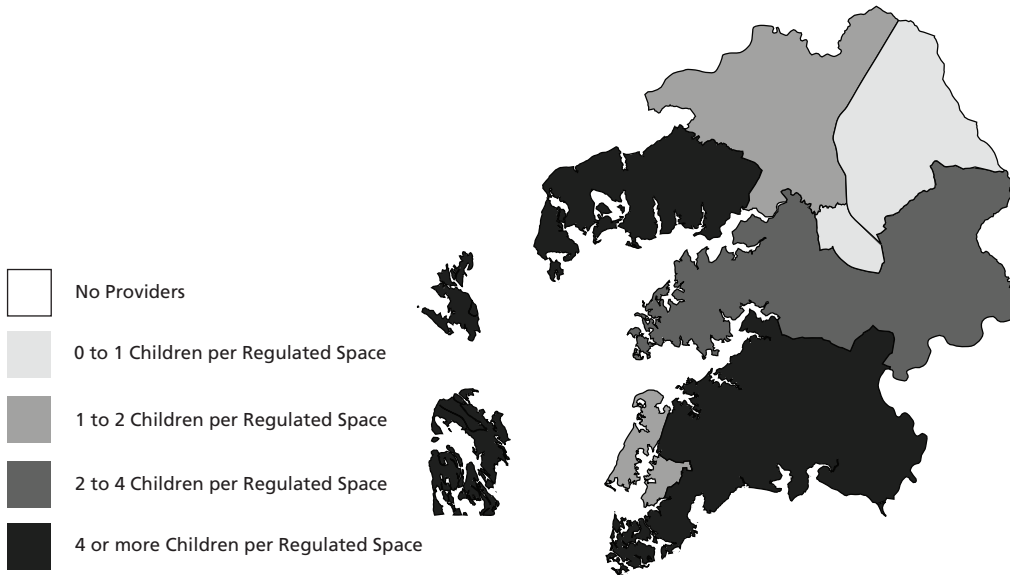 No Providers
0 to 1 Children per Regulated Space
1 to 2 Children per Regulated Space
2 to 4 Children per Regulated Space
4 or more Children per Regulated Space